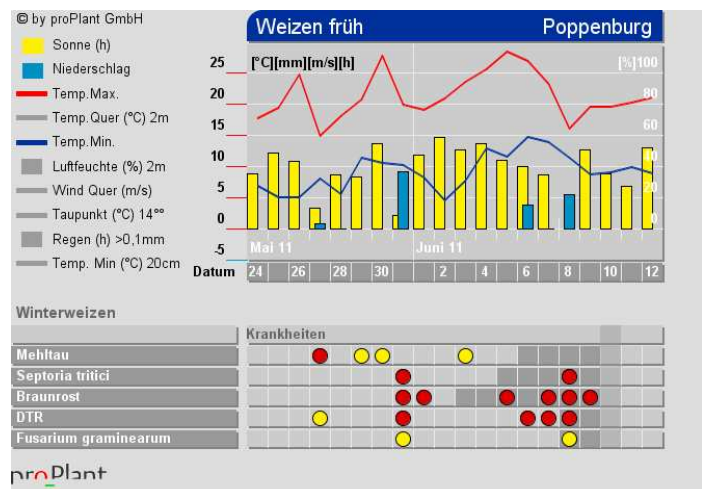 © by proPlant GmbH
Weizen früh Poppenburg
Sonne (h)
Niederschlag
Temp.Max.
Temp.Quer (°C) 2m
Temp.Min.
Luftfeuchte (%) 2m
Wind Quer (m/s)
Taupunkt (°C) 14°°
Regen (h) >0,1mm
Temp. Min (°C) 20cm
25 [°C][mm][m/s][h] [%]100
20 80
15 60
10 40
5 20
0 0
-5 Mai 11 Juni 11
Datum 24 26 28 30 2 4 6 8 10 12
Winterweizen
Krankheiten
Mehltau
Septoria tritici
Braunrost
DTR
Fusarium graminearum
proPlant